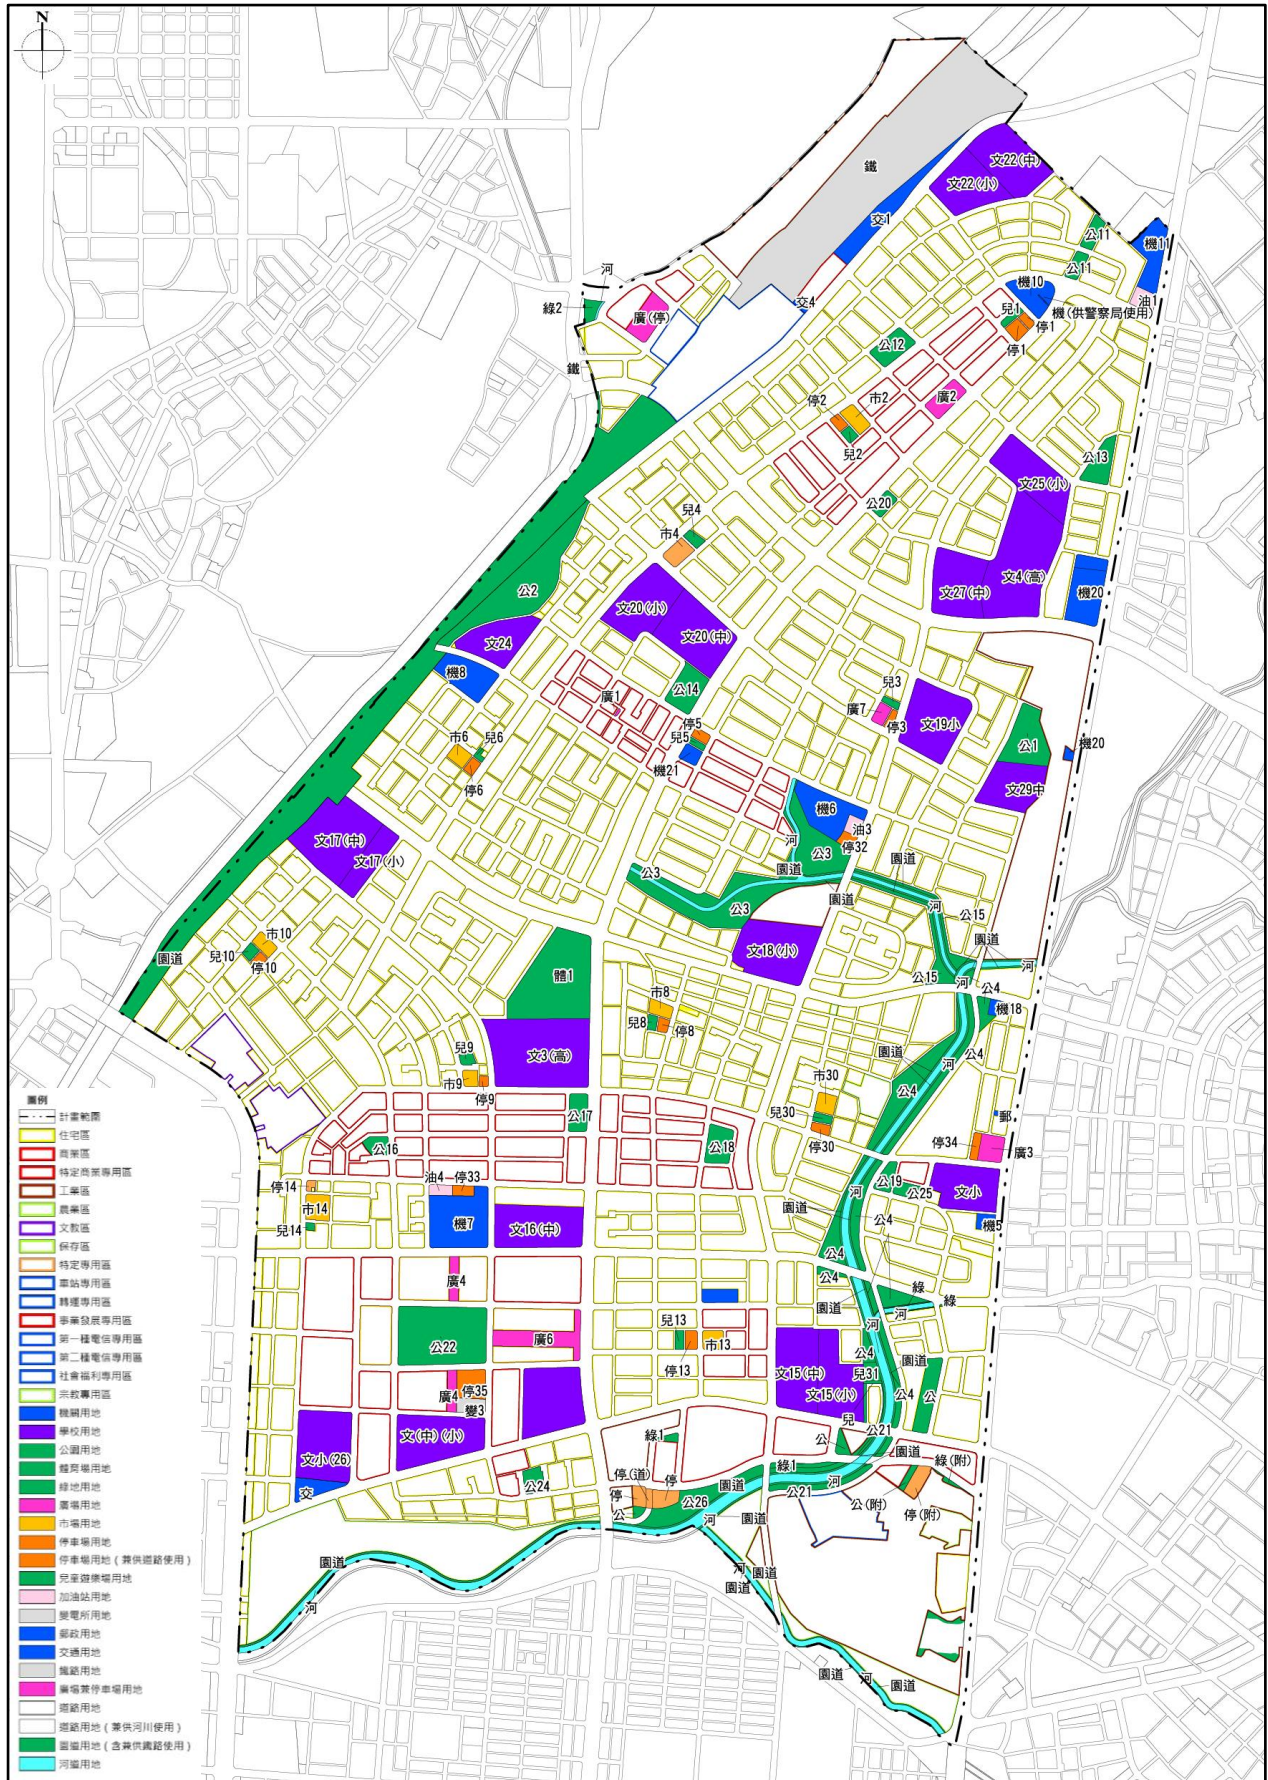 N
鐵
文22(中)
文22(小)
交1
公11
機11
公11
河
機10
油1
綠2
交4
兒1
機(供警察局使用)
廣(停)
停1
停1
公12
鐵
停2
市2
廣2
兒2
公13
文25(小)
公20
兒4
市4
公2
文4(高)
文27(中)
機20
文20(小)
文24
文20(中)
機8
兒3
公14
廣1
廣7
停3
文19小
停5
市6
兒6
兒5
公1
機20
機21
停6
文29中
機6
油3
文17(中)
河
公3
停32
文17(小)
園道
園道
公3
園道
公3
河
公15
市10
文18(小)
園道
兒10
園道
停10
體1
公15
河
河
公4
市8
機18
兒8
停8
園道
兒9
文3(高)
公4
河
市9
市30
公4
停9
公17
兒30
郵
停34
公16
公18
停30
廣3
油4
停33
公19
停14
河
公25
文小
市14
園道
機7
公4
兒14
文16(中)
機5
公4
廣4
公4
綠
綠
園道
河
兒13
河
廣6
公22
市13
停13
公4
園道
文15(中)
兒31
廣4
停35
文15(小)
公4
公
變3
兒
公21
綠1
文小(26)
文(中)(小)
公
園道
停(道)
綠1
綠(附)
停
河
公24
園道
交
停
公21
公26
公(附)
停(附)
公
河
園道
園道
河
園道
園道
河
園道
河
園道
圖例
計畫範圍
住宅區
商業區
特定商業專用區
工業區
農業區
文教區
保存區
特定專用區
車站專用區
轉運專用區
事業發展專用區
第一種電信專用區
第二種電信專用區
社會福利專用區
宗教專用區
機關用地
學校用地
公園用地
體育場用地
綠地用地
廣場用地
市場用地
停車場用地
停車場用地(兼供道路使用)
兒童遊樂場用地
加油站用地
變電所用地
郵政用地
交通用地
鐵路用地
廣場兼停車場用地
道路用地
道路用地(兼供河川使用)
園道用地(含兼供鐵路使用)
河道用地